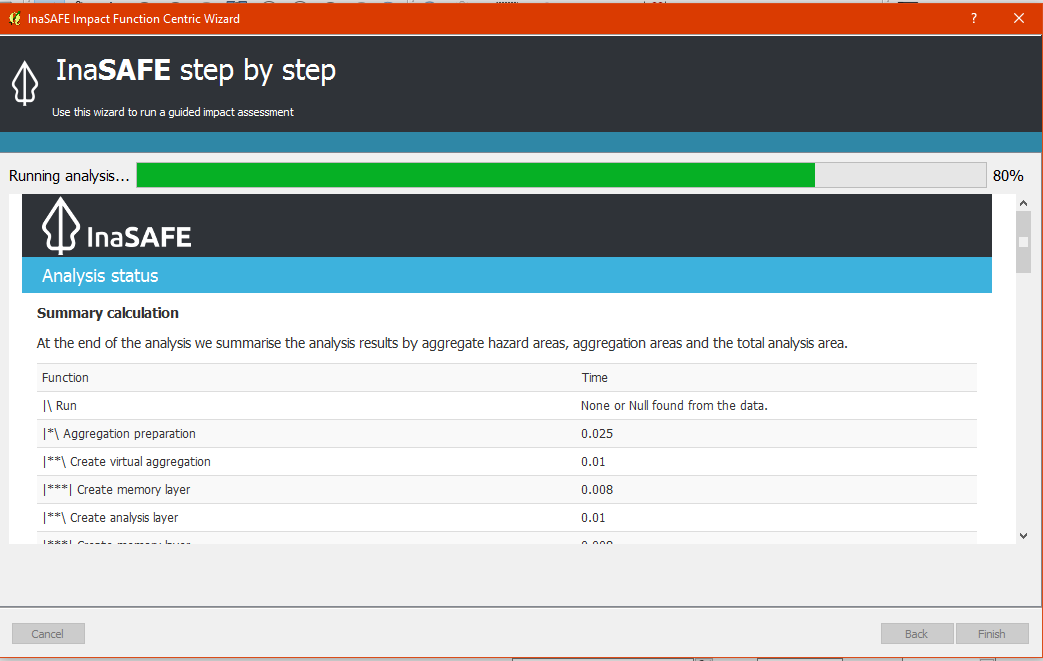 InaSAFE Impact Function Centric Wizard
?
InaSAFE step by step
Use this wizard to run a guided impact assessment
Running analysis... 80%
InaSAFE
Analysis status
Summary calculation
At the end of the analysis we summarise the analysis results by aggregate hazard areas, aggregation areas and the total analysis area.
Function Time
|\ Run None or Null found from the data.
|*\ Aggregation preparation 0.025
|**\ Create virtual aggregation 0.01
|***| Create memory layer 0.008
|**\ Create analysis layer 0.01
|***| Create memory layer
Cancel Back Finish